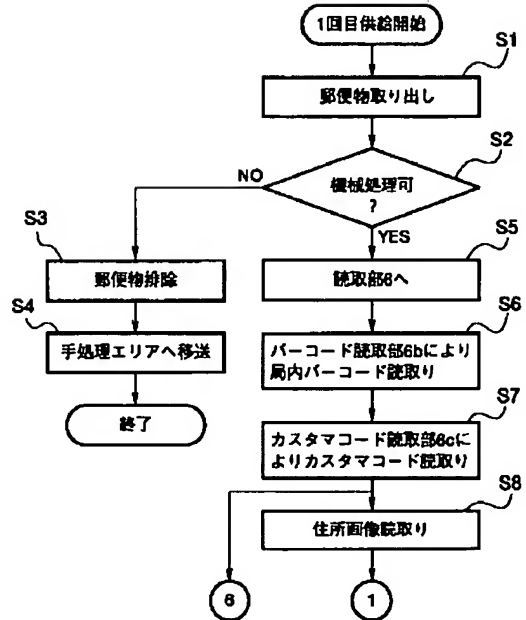 1回目供給開始
S1
郵便物取り出し
S2
機械処理可
?
NO
YES
S3
郵便物排除
S4
手処理エリアへ移送
終了
S5
読取部6へ
S6
バーコード読取部6bにより
局内バーコード読取り
S7
カスタマコード読取部6cに
よりカスタマコード読取り
S8
住所画像読取り
6
1